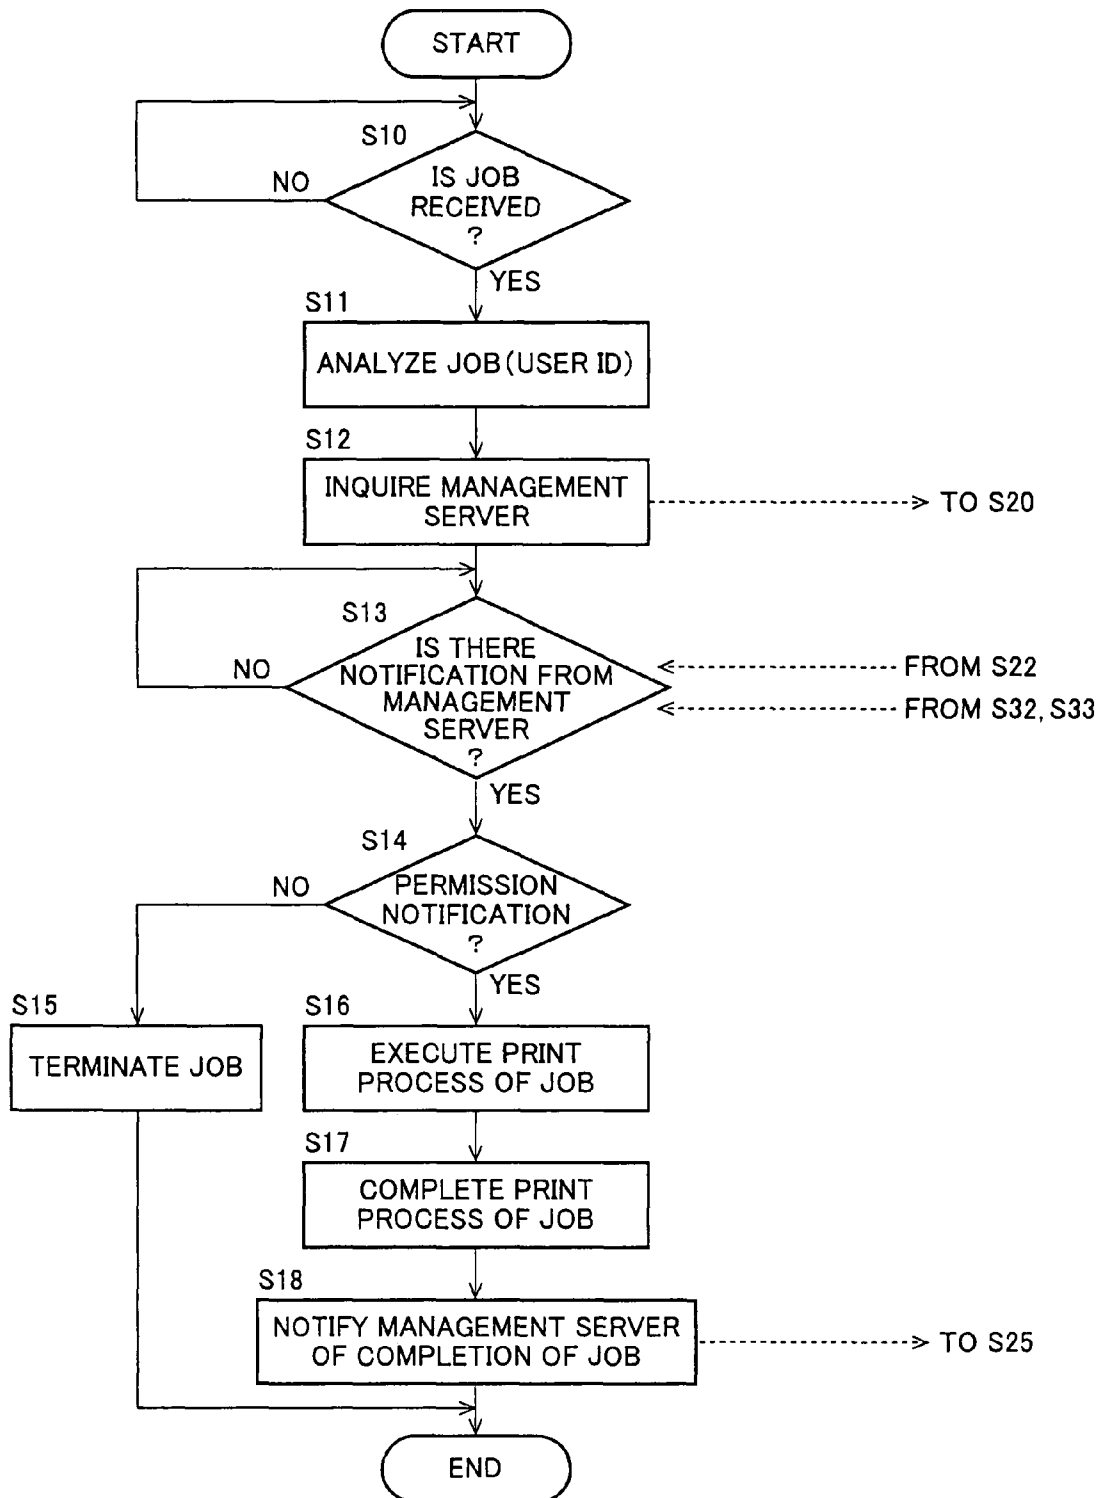 START
S10
IS JOB
RECEIVED
?
NO
YES
S11
ANALYZE JOB (USER ID)
S12
INQUIRE MANAGEMENT
SERVER
TO S20
S13
IS THERE
NOTIFICATION FROM
MANAGEMENT
SERVER
?
NO
FROM S22
FROM S32, S33
YES
S14
PERMISSION
NOTIFICATION
?
NO
YES
S15
TERMINATE JOB
S16
EXECUTE PRINT
PROCESS OF JOB
S17
COMPLETE PRINT
PROCESS OF JOB
S18
NOTIFY MANAGEMENT SERVER
OF COMPLETION OF JOB
TO S25
END